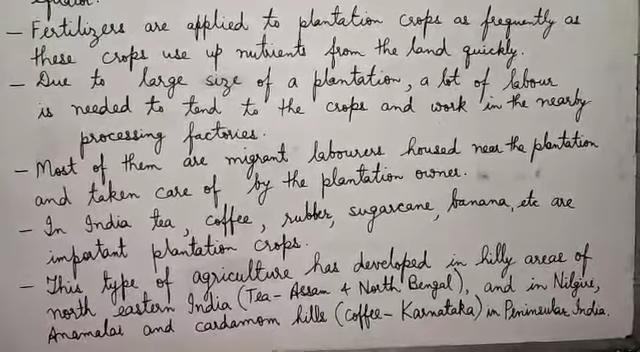 equator.
– Fertilizers are applied to plantation crops as frequently as
these crops use up nutrients from the land quickly.
– Due to large size of a plantation, a lot of labour
is needed to tend to the crops and work in the nearby
processing factories.
– Most of them are migrant labourers housed near the plantation
and taken care of by the plantation owner.
– In India tea, coffee, rubber, sugarcane, banana, etc are
important plantation crops.
– This type of agriculture has developed in hilly areas of
north eastern India (Tea – Assam & North Bengal), and in Nilgiri,
Anamalai and cardamom hills (coffee – Karnataka) in Peninsular India.